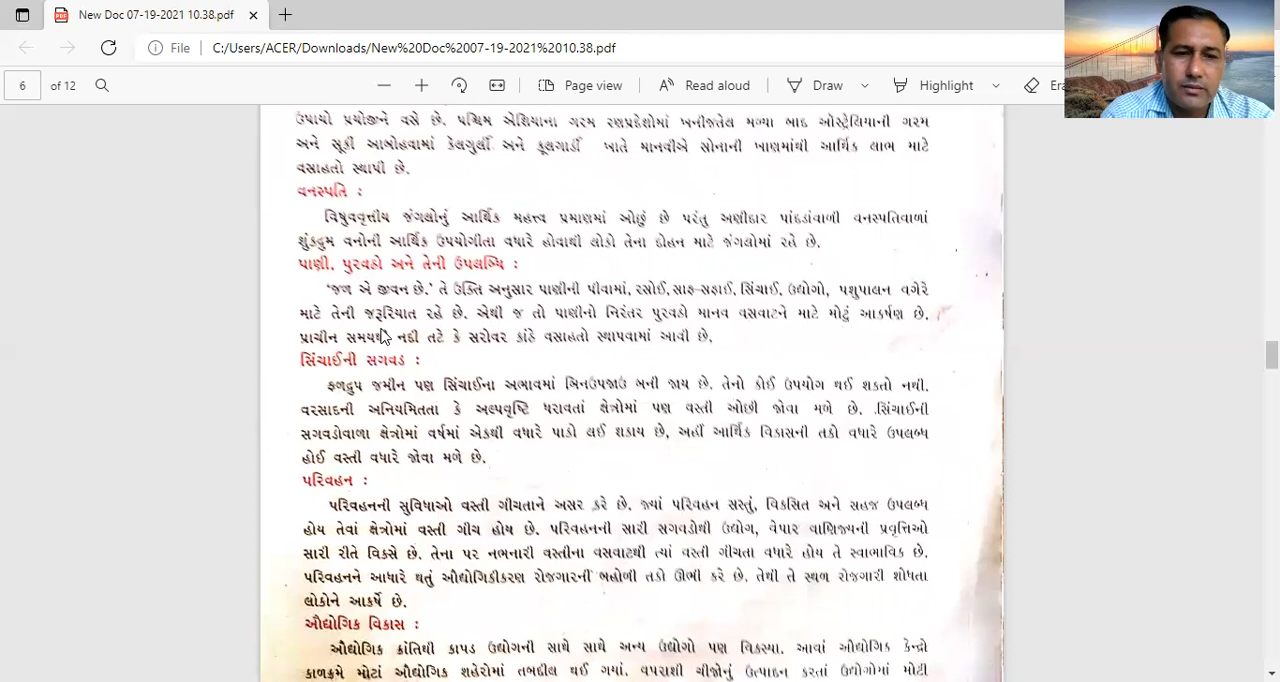 New Doc 07-19-2021 10.38.pdf
File C:/Users/ACER/Downloads/New%20Doc%2007-19-2021%2010.38.pdf
6 of 12 Page view Read aloud Draw Highlight Era
ઉપાયો પ્રયોજીને વસે છે. પશ્ચિમ એશિયાના ગરમ રણપ્રદેશોમાં ખનીજતેલ મળ્યા બાદ ઓસ્ટ્રેલિયાની ગરમ
અને સૂકી આબોહવામાં કેલગુર્લી અને કૂલગાર્ડી ખાતે માનવીએ સોનાની ખાણમાંથી આર્થિક લાભ માટે
વસાહતો સ્થાપી છે.
વનસ્પતિ :
વિષુવવૃત્તીય જંગલોનું આર્થિક મહત્ત્વ પ્રમાણમાં ઓછું છે પરંતુ અણીદાર પાંદડાંવાળી વનસ્પતિવાળાં
શુંકદ્રુમ વનોની આર્થિક ઉપયોગીતા વધારે હોવાથી લોકો તેના દોહન માટે જંગલોમાં રહે છે.
પાણી, પુરવઠો અને તેની ઉપલબ્ધિ :
'જળ એ જીવન છે.' તે ઉક્તિ અનુસાર પાણીની પીવામાં, રસોઈ, સાફ-સફાઈ, સિંચાઈ, ઉદ્યોગો, પશુપાલન વગેરે
માટે તેની જરૂરિયાત રહે છે. એથી જ તો પાણીનો નિરંતર પુરવઠો માનવ વસવાટને માટે મોટું આકર્ષણ છે.
પ્રાચીન સમયથી નદી તટે કે સરોવર કાંઠે વસાહતો સ્થાપવામાં આવી છે.
સિંચાઈની સગવડ :
ફળદ્રુપ જમીન પણ સિંચાઈના અભાવમાં બિનઉપજાઉ બની જાય છે. તેનો કોઈ ઉપયોગ થઈ શકતો નથી.
વરસાદની અનિયમિતતા કે અલ્પવૃષ્ટિ ધરાવતાં ક્ષેત્રોમાં પણ વસ્તી ઓછી જોવા મળે છે. સિંચાઈની
સગવડોવાળા ક્ષેત્રોમાં વર્ષમાં એકથી વધારે પાકો લઈ શકાય છે, અહીં આર્થિક વિકાસની તકો વધારે ઉપલબ્ધ
હોઈ વસ્તી વધારે જોવા મળે છે.
પરિવહન :
પરિવહનની સુવિધાઓ વસ્તી ગીચતાને અસર કરે છે. જ્યાં પરિવહન સસ્તું, વિકસિત અને સહજ ઉપલબ્ધ
હોય તેવાં ક્ષેત્રોમાં વસ્તી ગીચ હોય છે. પરિવહનની સારી સગવડોથી ઉદ્યોગ, વેપાર વાણિજ્યની પ્રવૃત્તિઓ
સારી રીતે વિકસે છે. તેના પર નભનારી વસ્તીના વસવાટથી ત્યાં વસ્તી ગીચતા વધારે હોય તે સ્વાભાવિક છે.
પરિવહનને આધારે થતું ઔદ્યોગિકીકરણ રોજગારની બહોળી તકો ઊભી કરે છે. તેથી તે સ્થળ રોજગારી શોધતા
લોકોને આકર્ષે છે.
ઔદ્યોગિક વિકાસ :
ઔદ્યોગિક ક્રાંતિથી કાપડ ઉદ્યોગની સાથે સાથે અન્ય ઉદ્યોગો પણ વિકસ્યા. આવાં ઔદ્યોગિક કેન્દ્રો
કાળક્રમે મોટાં ઔદ્યોગિક શહેરોમાં તબદીલ થઈ ગયાં. વપરાશી ચીજોનું ઉત્પાદન કરતાં ઉદ્યોગોમાં મોટી